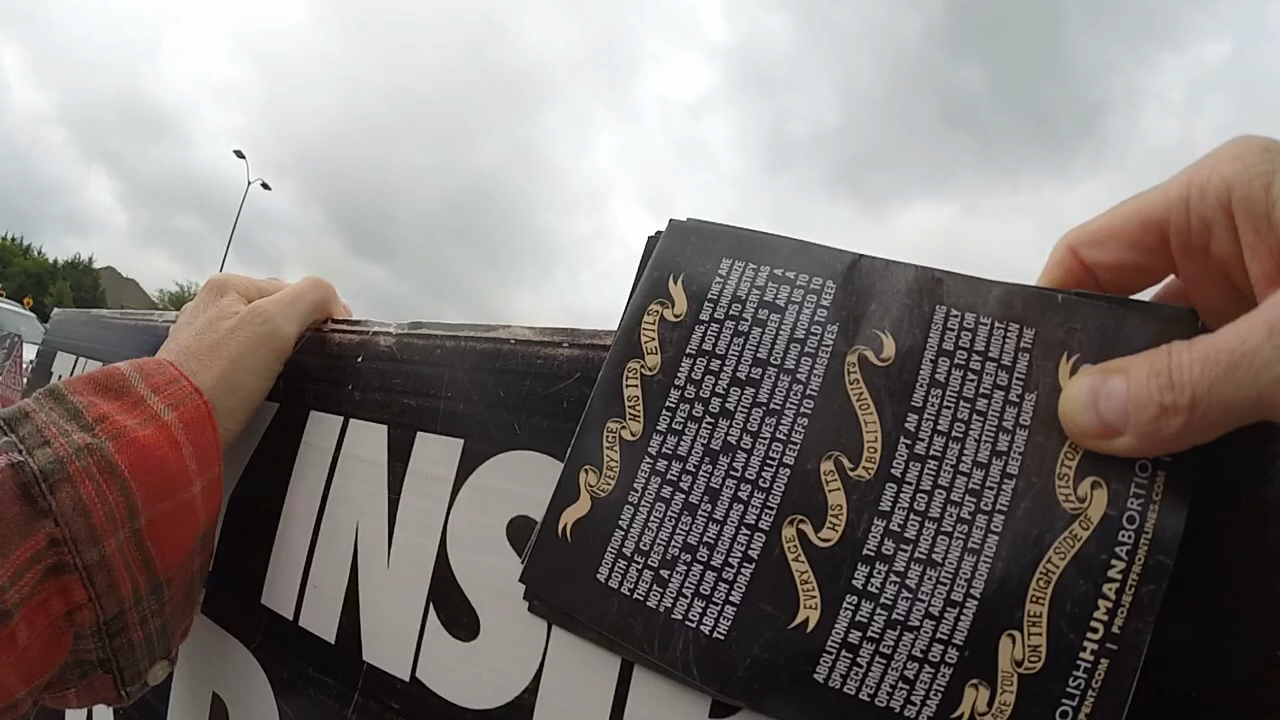 INS
EVERY AGE HAS ITS EVILS
ABORTION AND SLAVERY ARE NOT THE SAME THING, BUT THEY ARE
BOTH ABOMINATIONS IN THE EYES OF GOD. BOTH DEHUMANIZE
PEOPLE CREATED IN THE IMAGE OF GOD IN ORDER TO JUSTIFY
THEIR DESTRUCTION AS PROPERTY OR PARASITES. SLAVERY WAS
NOT A "STATES' RIGHTS" ISSUE, AND ABORTION IS NOT A
"WOMEN'S RIGHTS" ISSUE. ABORTION IS MURDER AND A
VIOLATION OF THE HIGHER LAW OF GOD, WHICH COMMANDS US TO
LOVE OUR NEIGHBORS AS OURSELVES. THOSE WHO WORKED TO
ABOLISH SLAVERY WERE CALLED FANATICS AND TOLD TO KEEP
THEIR MORAL AND RELIGIOUS BELIEFS TO THEMSELVES.
EVERY AGE HAS ITS ABOLITIONISTS
ABOLITIONISTS ARE THOSE WHO ADOPT AN UNCOMPROMISING
SPIRIT IN THE FACE OF PREVAILING INJUSTICES AND BOLDLY
DECLARE THAT THEY WILL NOT GO WITH THE MULTITUDE TO DO OR
PERMIT EVIL. THEY ARE THOSE WHO REFUSE TO SIT IDLY BY WHILE
OPPRESSION, VIOLENCE, AND VICE RUN RAMPANT IN THEIR MIDST.
JUST AS PRIOR ABOLITIONISTS PUT THE INSTITUTION OF HUMAN
SLAVERY ON TRIAL BEFORE THEIR CULTURE, WE ARE PUTTING THE
PRACTICE OF HUMAN ABORTION ON TRIAL BEFORE OURS.
ARE YOU ON THE RIGHT SIDE OF HISTO
OLISHHUMANABORTIO
PENT.COM | PROJECTFRONTLINES.COM